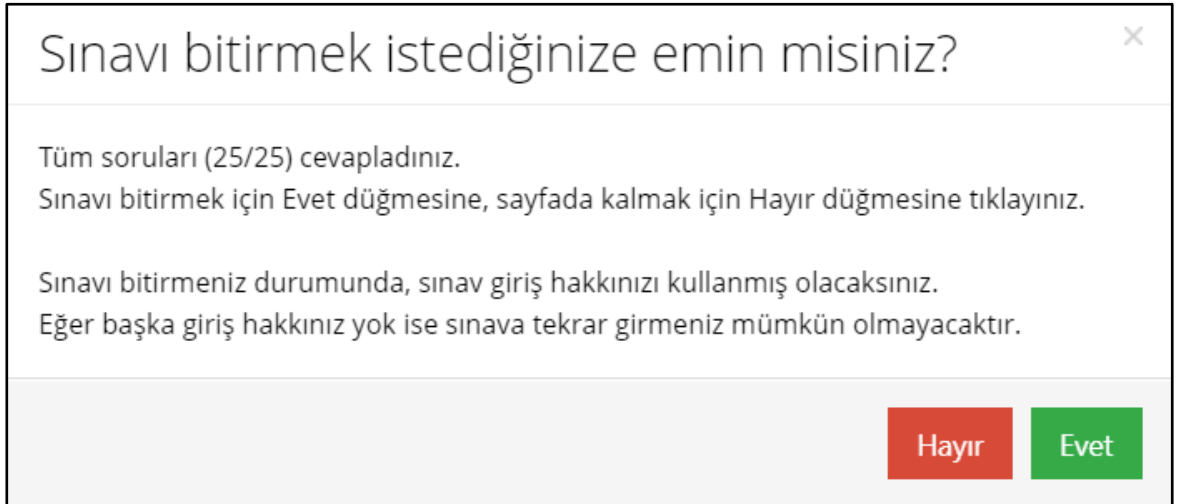 Sınavı bitirmek istediğinize emin misiniz?
Tüm soruları (25/25) cevapladınız.
Sınavı bitirmek için Evet düğmesine, sayfada kalmak için Hayır düğmesine tıklayınız.
Sınavı bitirmeniz durumunda, sınav giriş hakkınızı kullanmış olacaksınız.
Eğer başka giriş hakkınız yok ise sınava tekrar girmeniz mümkün olmayacaktır.
Hayır
Evet